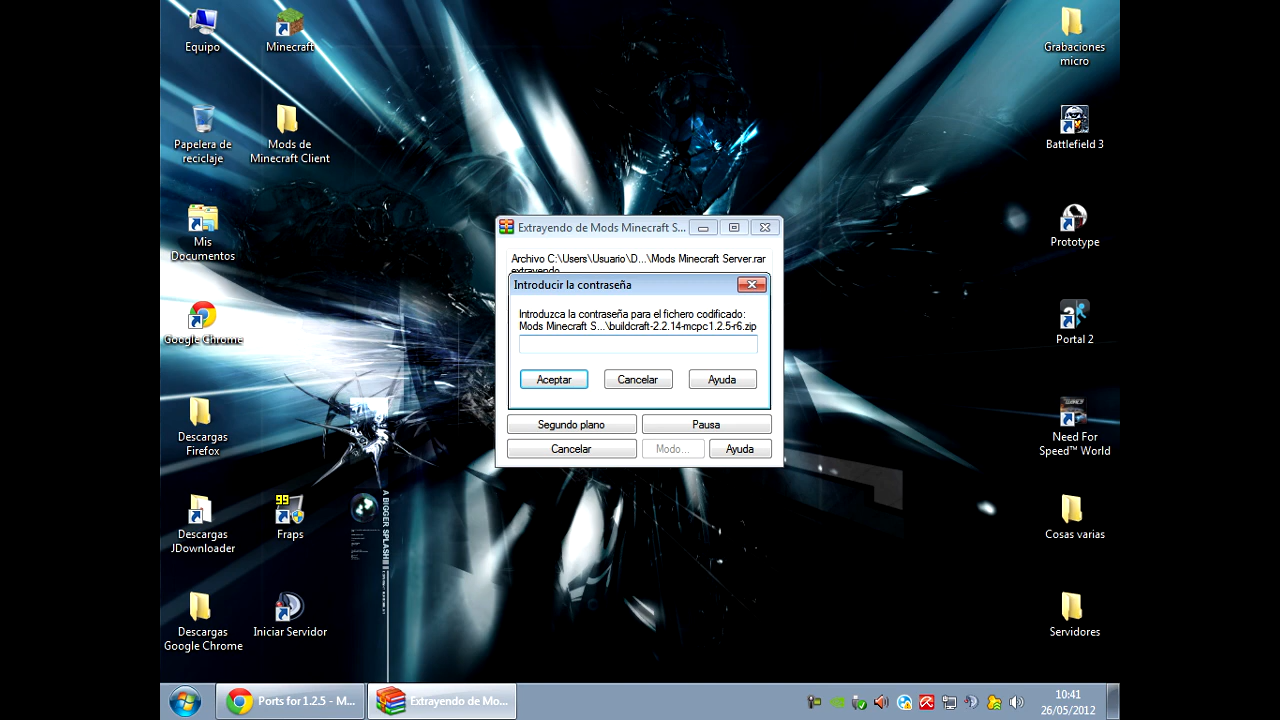 Equipo
Minecraft
Grabaciones
micro
Papelera de
reciclaje
Mods de
Minecraft Client
Battlefield 3
Mis
Documentos
Prototype
Google Chrome
Portal 2
Descargas
Firefox
Need For
Speed™ World
Descargas
JDownloader
99
Fraps
Cosas varias
Descargas
Google Chrome
Iniciar Servidor
Servidores
A BIGGER SPLASH!!
Extrayendo de Mods Minecraft S...
Archivo C:\Users\Usuario\D...\Mods Minecraft Server.rar
extrayendo
Introducir la contraseña
Introduzca la contraseña para el fichero codificado:
Mods Minecraft S...\buildcraft-2.2.14-mcpc1.2.5-r6.zip
Aceptar
Cancelar
Ayuda
Segundo plano
Pausa
Cancelar
Modo...
Ayuda
Ports for 1.2.5 - M...
Extrayendo de Mo...
10:41
26/05/2012